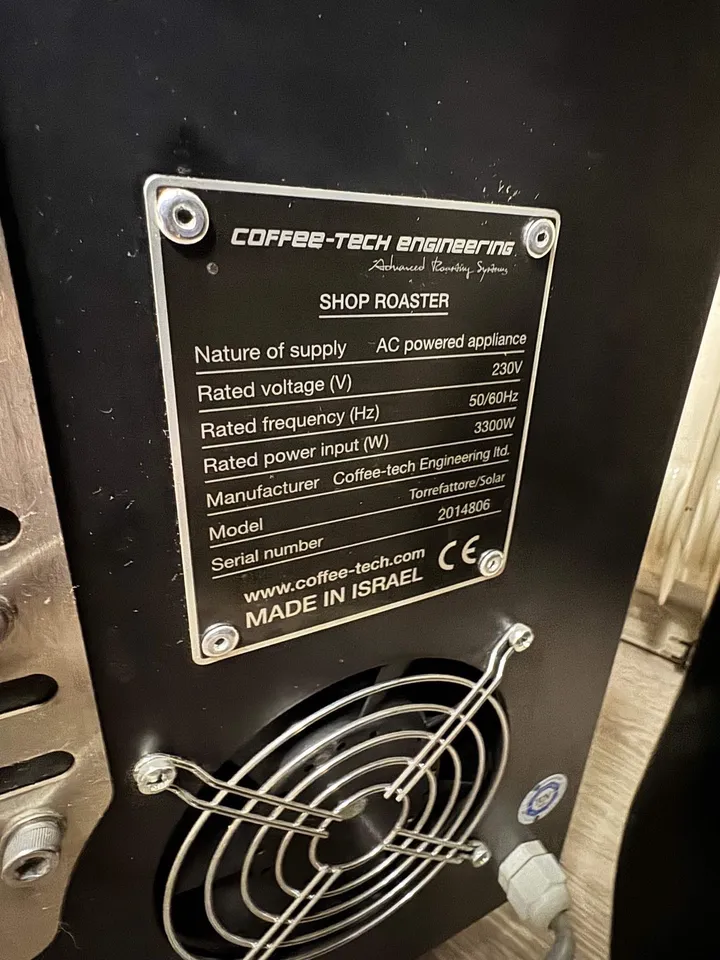 COFFEE-TECH ENGINEERING
Advanced Roasting Systems
SHOP ROASTER
Nature of supply AC powered appliance
Rated voltage (V) 230V
Rated frequency (Hz) 50/60Hz
Rated power input (W) 3300W
Manufacturer Coffee-tech Engineering ltd.
Model Torrefattore/Solar
Serial number 2014806
www.coffee-tech.com
MADE IN ISRAEL CE